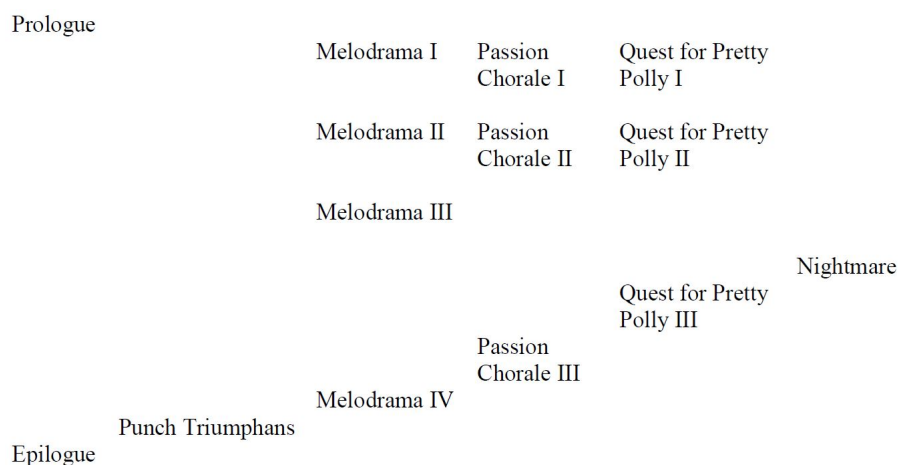 Prologue
Melodrama I Passion Quest for Pretty
Chorale I Polly I
Melodrama II Passion Quest for Pretty
Chorale II Polly II
Melodrama III
Nightmare
Quest for Pretty
Polly III
Passion
Chorale III
Melodrama IV
Punch Triumphans
Epilogue